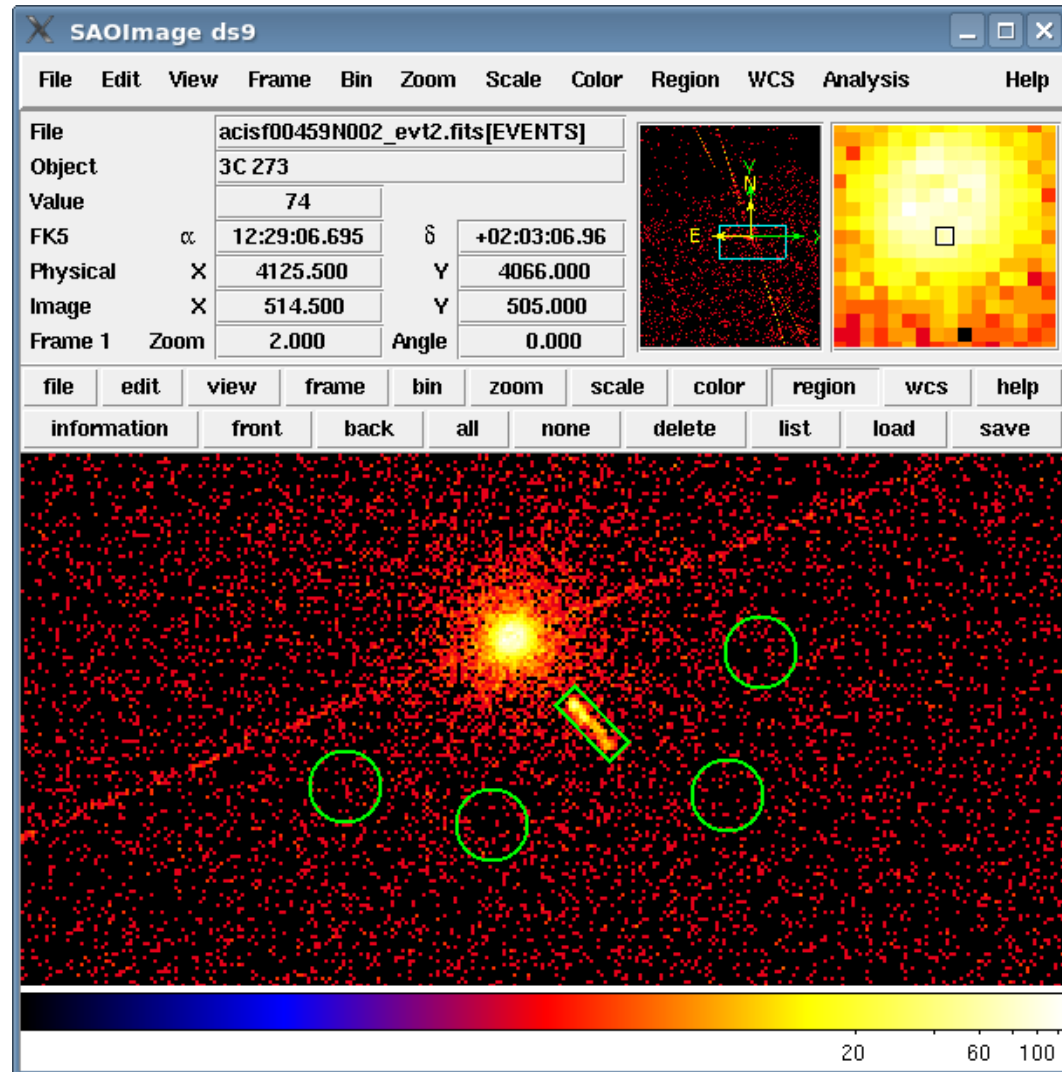 SAOImage ds9
File Edit View Frame Bin Zoom Scale Color Region WCS Analysis Help
File acisf00459N002_evt2.fits[EVENTS]
Object 3C 273
Value 74
FK5 α 12:29:06.695 δ +02:03:06.96
Physical X 4125.500 Y 4066.000
Image X 514.500 Y 505.000
Frame 1 Zoom 2.000 Angle 0.000
Y
N
E X
file edit view frame bin zoom scale color region wcs help
information front back all none delete list load save
20 60 100